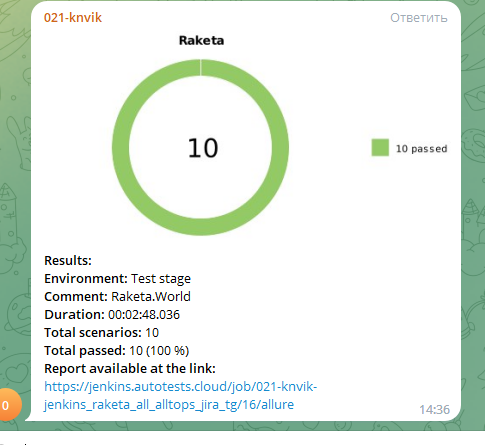 021-knvik
Ответить
Raketa
10
10 passed
Results:
Environment: Test stage
Comment: Raketa.World
Duration: 00:02:48.036
Total scenarios: 10
Total passed: 10 (100 %)
Report available at the link:
https://jenkins.autotests.cloud/job/021-knvik-
jenkins_raketa_all_alltops_jira_tg/16/allure
0
14:36